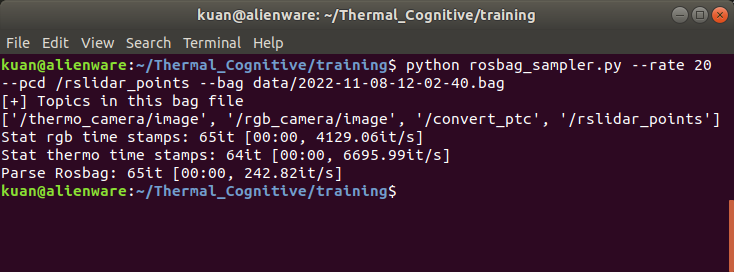 kuan@alienware: ~/Thermal_Cognitive/training
File Edit View Search Terminal Help
kuan@alienware:~/Thermal_Cognitive/training$ python rosbag_sampler.py --rate 20
--pcd /rslidar_points --bag data/2022-11-08-12-02-40.bag
[+] Topics in this bag file
['/thermo_camera/image', '/rgb_camera/image', '/convert_ptc', '/rslidar_points']
Stat rgb time stamps: 65it [00:00, 4129.06it/s]
Stat thermo time stamps: 64it [00:00, 6695.99it/s]
Parse Rosbag: 65it [00:00, 242.82it/s]
kuan@alienware:~/Thermal_Cognitive/training$